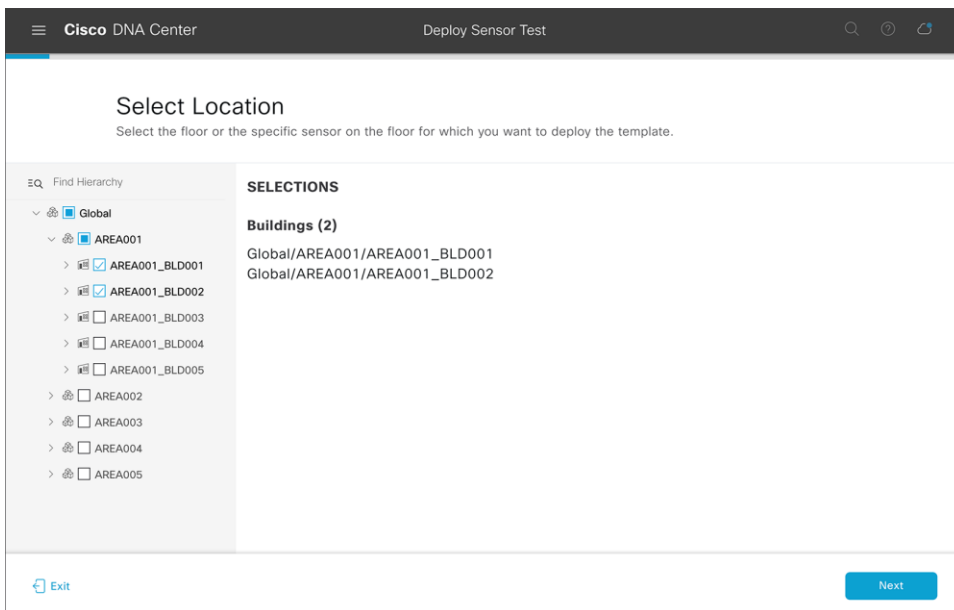 Cisco DNA Center
Deploy Sensor Test
Select Location
Select the floor or the specific sensor on the floor for which you want to deploy the template.
Find Hierarchy
Global
AREA001
AREA001_BLD001
AREA001_BLD002
AREA001_BLD003
AREA001_BLD004
AREA001_BLD005
AREA002
AREA003
AREA004
AREA005
SELECTIONS
Buildings (2)
Global/AREA001/AREA001_BLD001
Global/AREA001/AREA001_BLD002
Exit
Next